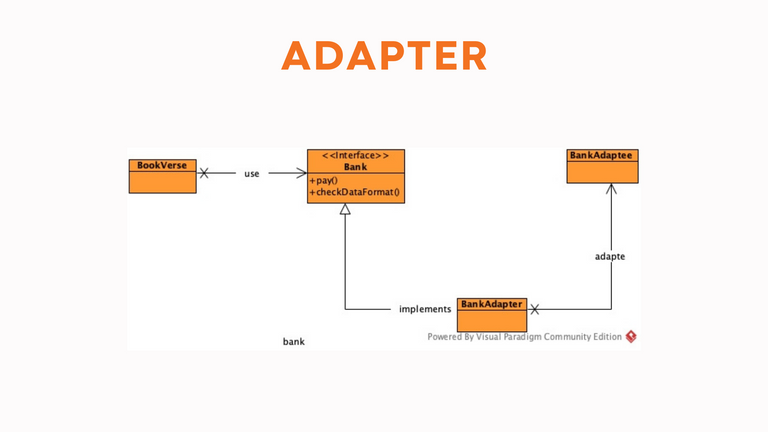 ADAPTER
BookVerse
use
<<Interface>>
Bank
+pay()
+checkDataFormat()
BankAdaptee
adapte
implements
BankAdapter
Powered By Visual Paradigm Community Edition
bank